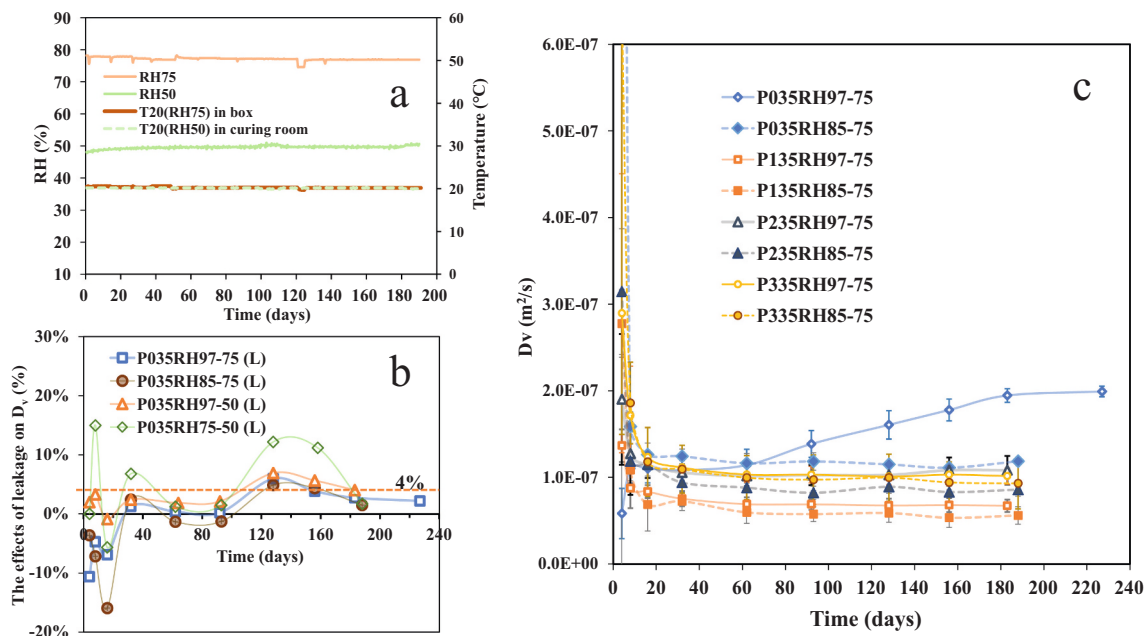 a
90
80
70
60
50
40
30
20
10
60
50
40
30
20
10
0
RH (%)
Temperature (°C)
RH75
RH50
T20(RH75) in box
T20(RH50) in curing room
0 20 40 60 80 100 120 140 160 180 200
Time (days)
b
30%
20%
10%
0%
-10%
-20%
The effects of leakage on Dv (%)
P035RH97-75 (L)
P035RH85-75 (L)
P035RH97-50 (L)
P035RH75-50 (L)
4%
0 40 80 120 160 200 240
Time (days)
c
6.0E-07
5.0E-07
4.0E-07
3.0E-07
2.0E-07
1.0E-07
0.0E+00
Dv (m²/s)
P035RH97-75
P035RH85-75
P135RH97-75
P135RH85-75
P235RH97-75
P235RH85-75
P335RH97-75
P335RH85-75
0 20 40 60 80 100 120 140 160 180 200 220 240
Time (days)